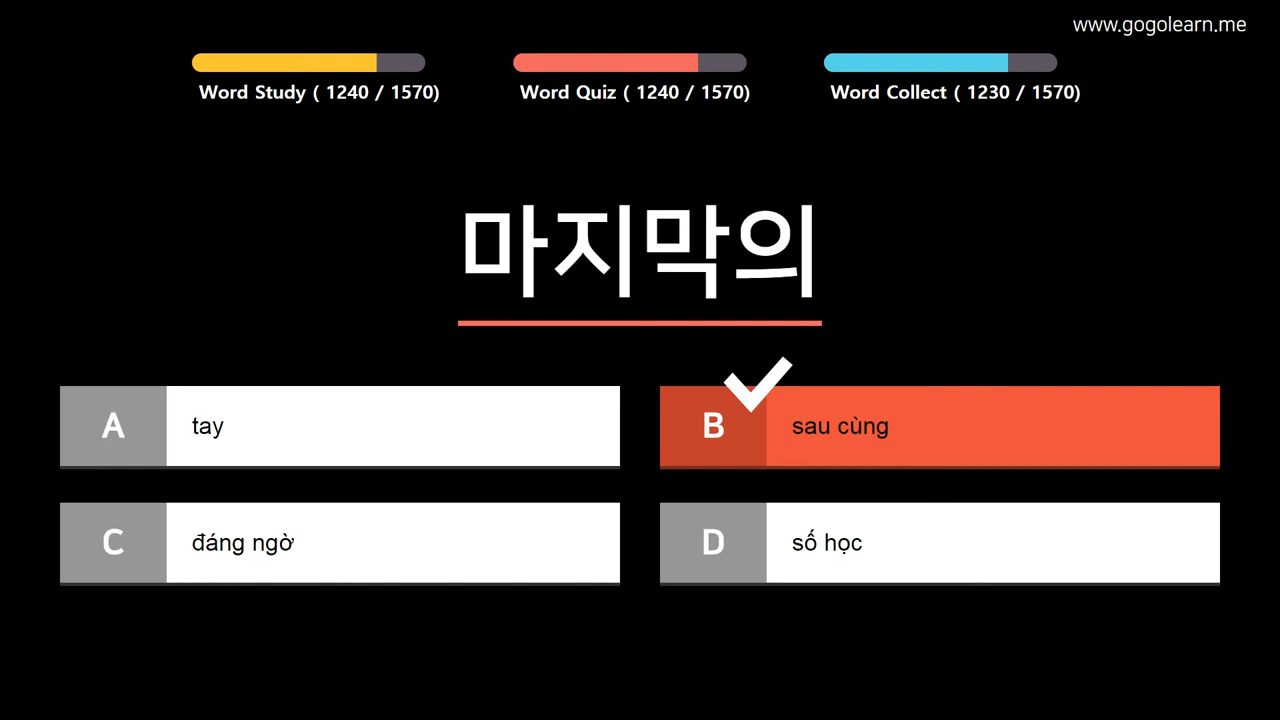 www.gogolearn.me
Word Study ( 1240 / 1570)
Word Quiz ( 1240 / 1570)
Word Collect ( 1230 / 1570)
마지막의
A tay
B sau cùng
C đáng ngờ
D số học